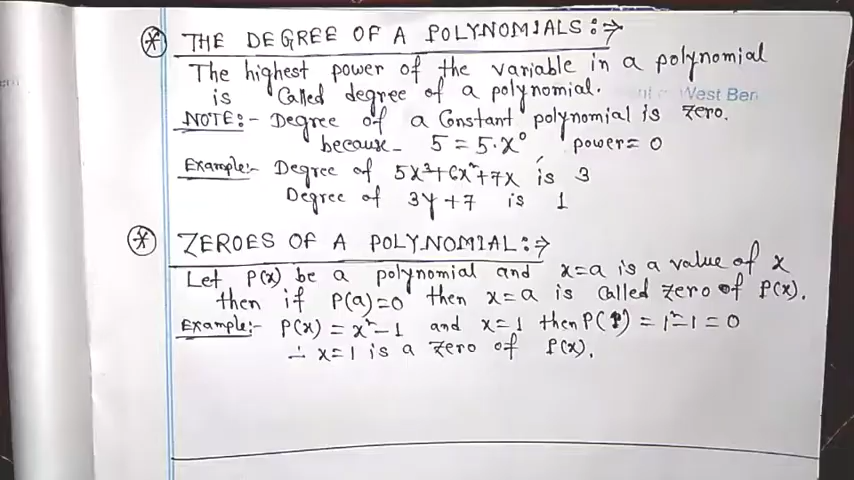 * THE DEGREE OF A POLYNOMIALS :⇒
The highest power of the variable in a polynomial
is called degree of a polynomial.
West Ben
NOTE:- Degree of a constant polynomial is zero.
because- 5 = 5·x⁰ power = 0
Example:- Degree of 5x³+6x²+7x is 3
Degree of 3y+7 is 1
* ZEROES OF A POLYNOMIAL :⇒
Let P(x) be a polynomial and x=a is a value of x
then if P(a)=0 then x=a is called zero of P(x).
Example:- P(x) = x²-1 and x=1 then P(1) = 1²-1 = 0
∴ x=1 is a zero of P(x).